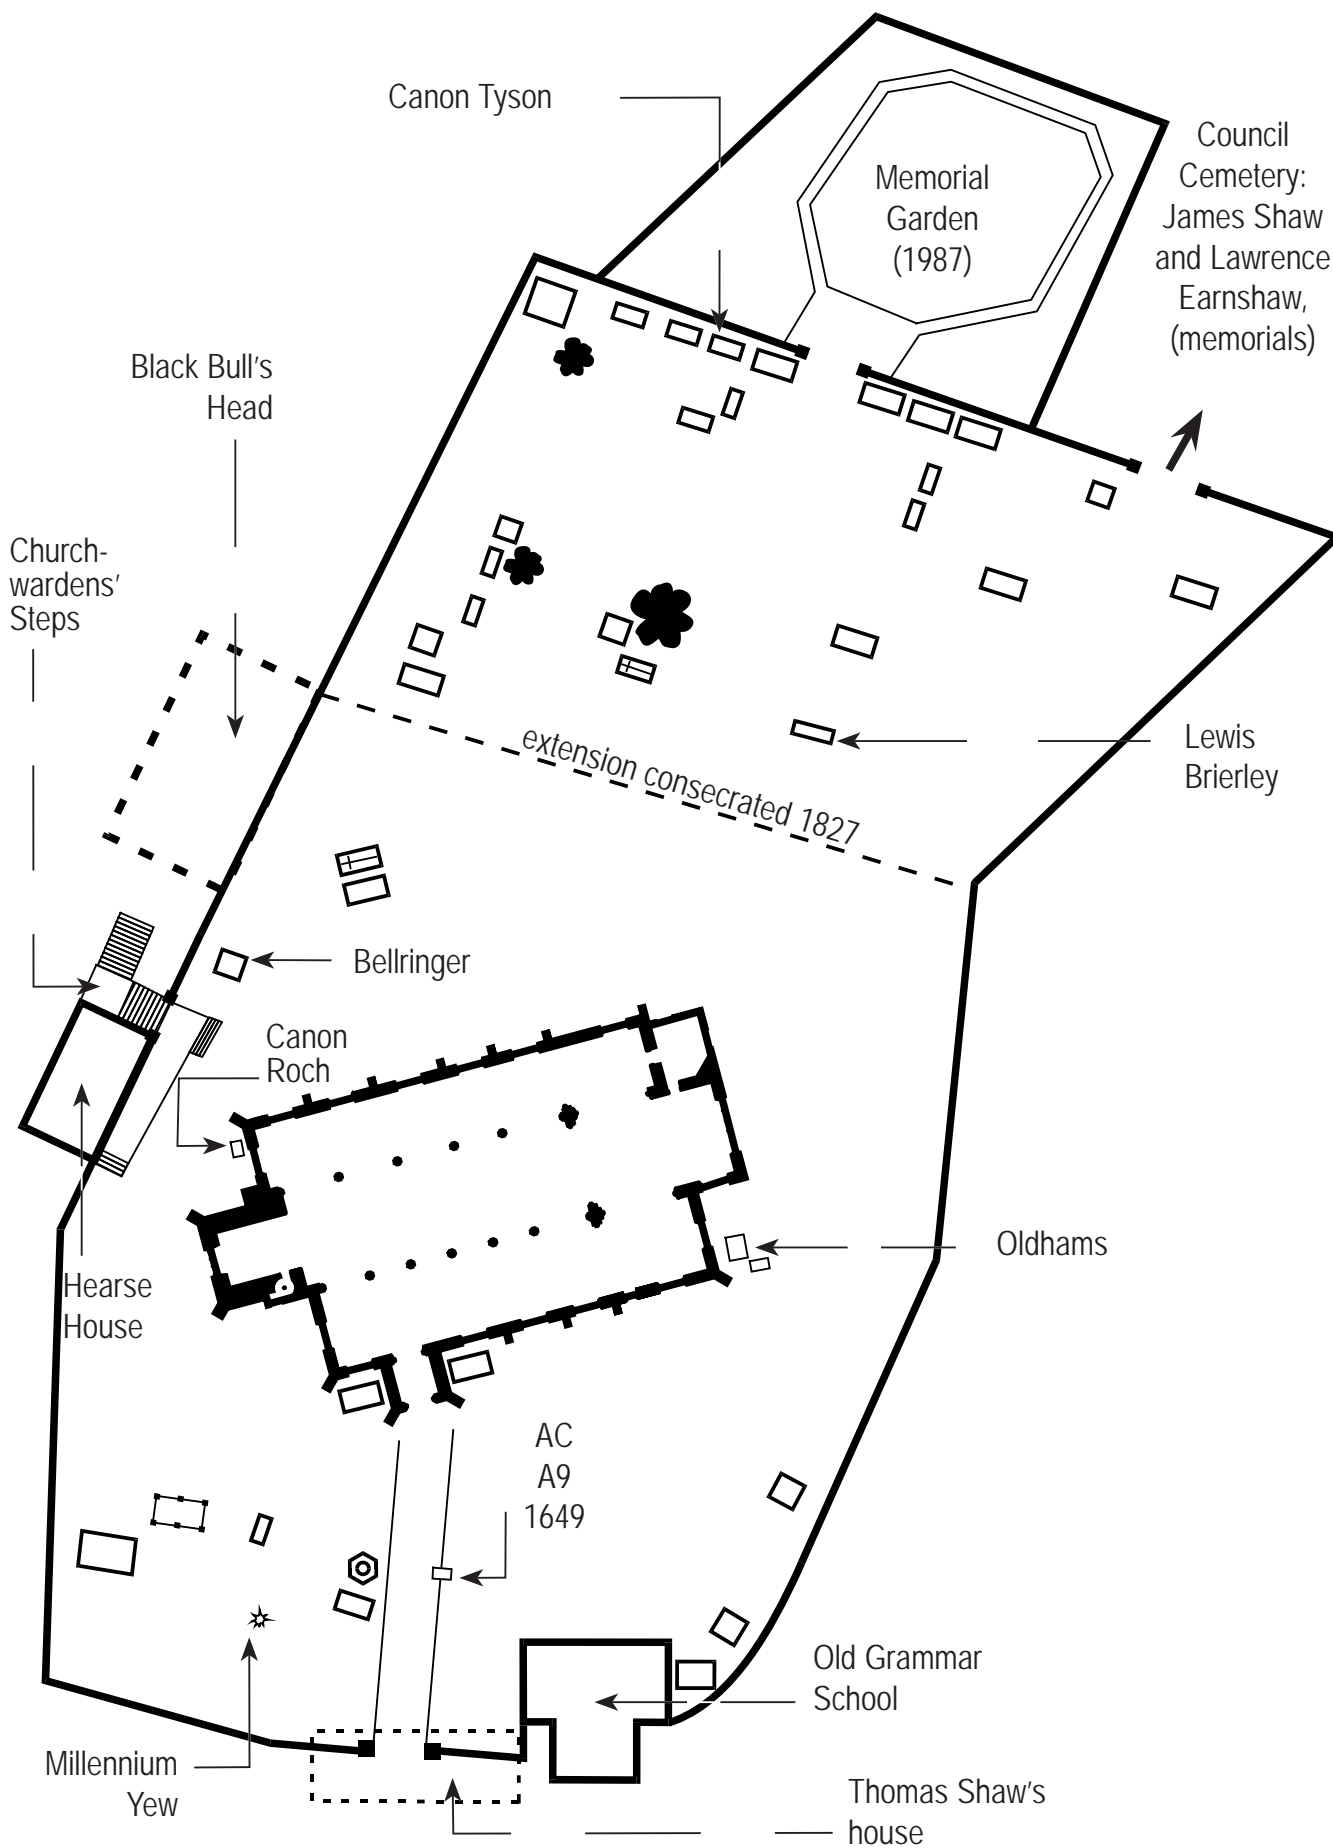 Canon Tyson
Memorial
Garden
(1987)
Council
Cemetery:
James Shaw
and Lawrence
Earnshaw,
(memorials)
Black Bull's
Head
Church-
wardens’
Steps
extension consecrated 1827
Lewis
Brierley
Bellringer
Canon
Roch
Oldhams
Hearse
House
AC
A9
1649
Old Grammar
School
Millennium
Yew
Thomas Shaw's
house